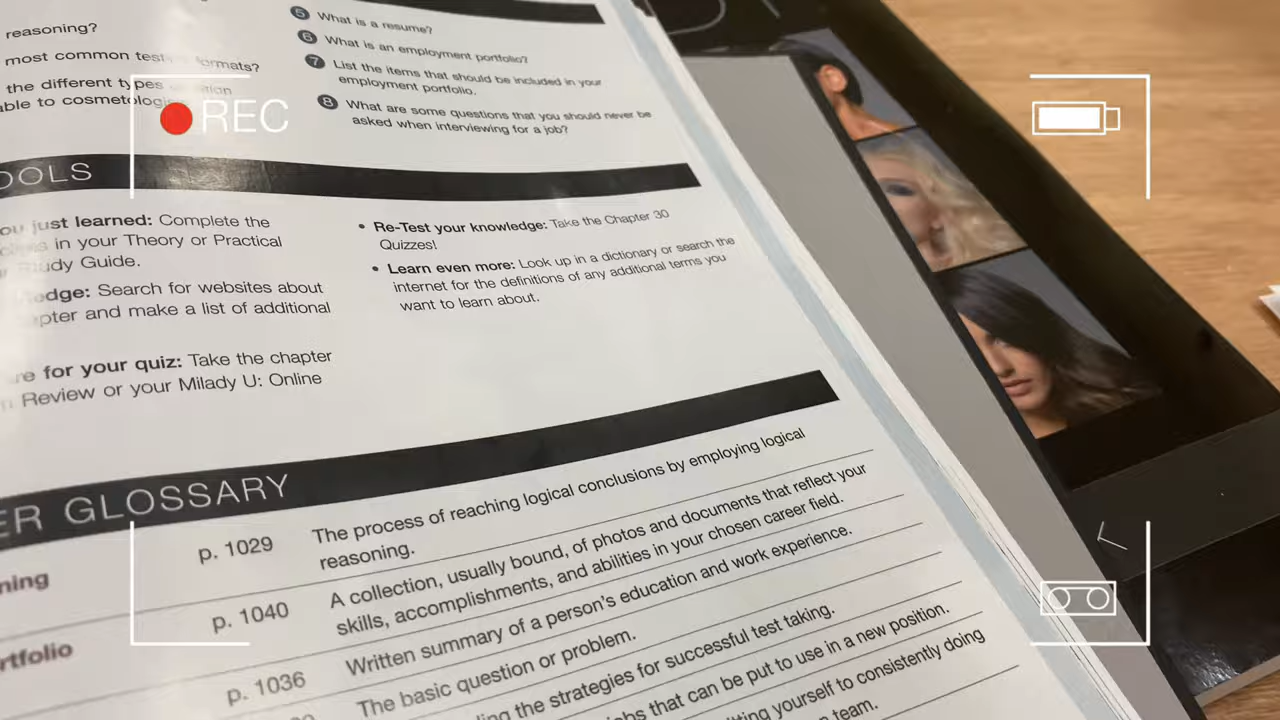 reasoning?
most common test formats?
the different types
able to cosmetolog
5 What is a resume?
6 What is an employment portfolio?
7 List the items that should be included in your
employment portfolio.
8 What are some questions that you should never be
asked when interviewing for a job?
REC
OOLS
ou just learned: Complete the
in your Theory or Practical
Study Guide.
edge: Search for websites about
pter and make a list of additional
re for your quiz: Take the chapter
Review or your Milady U: Online
• Re-Test your knowledge: Take the Chapter 30
Quizzes!
• Learn even more: Look up in a dictionary or search the
internet for the definitions of any additional terms you
want to learn about.
ER GLOSSARY
ning p. 1029 The process of reaching logical conclusions by employing logical
reasoning.
rtfolio p. 1040 A collection, usually bound, of photos and documents that reflect your
skills, accomplishments, and abilities in your chosen career field.
p. 1036 Written summary of a person's education and work experience.
The basic question or problem.
ing the strategies for successful test taking.
jobs that can be put to use in a new position.
itting yourself to consistently doing
team.